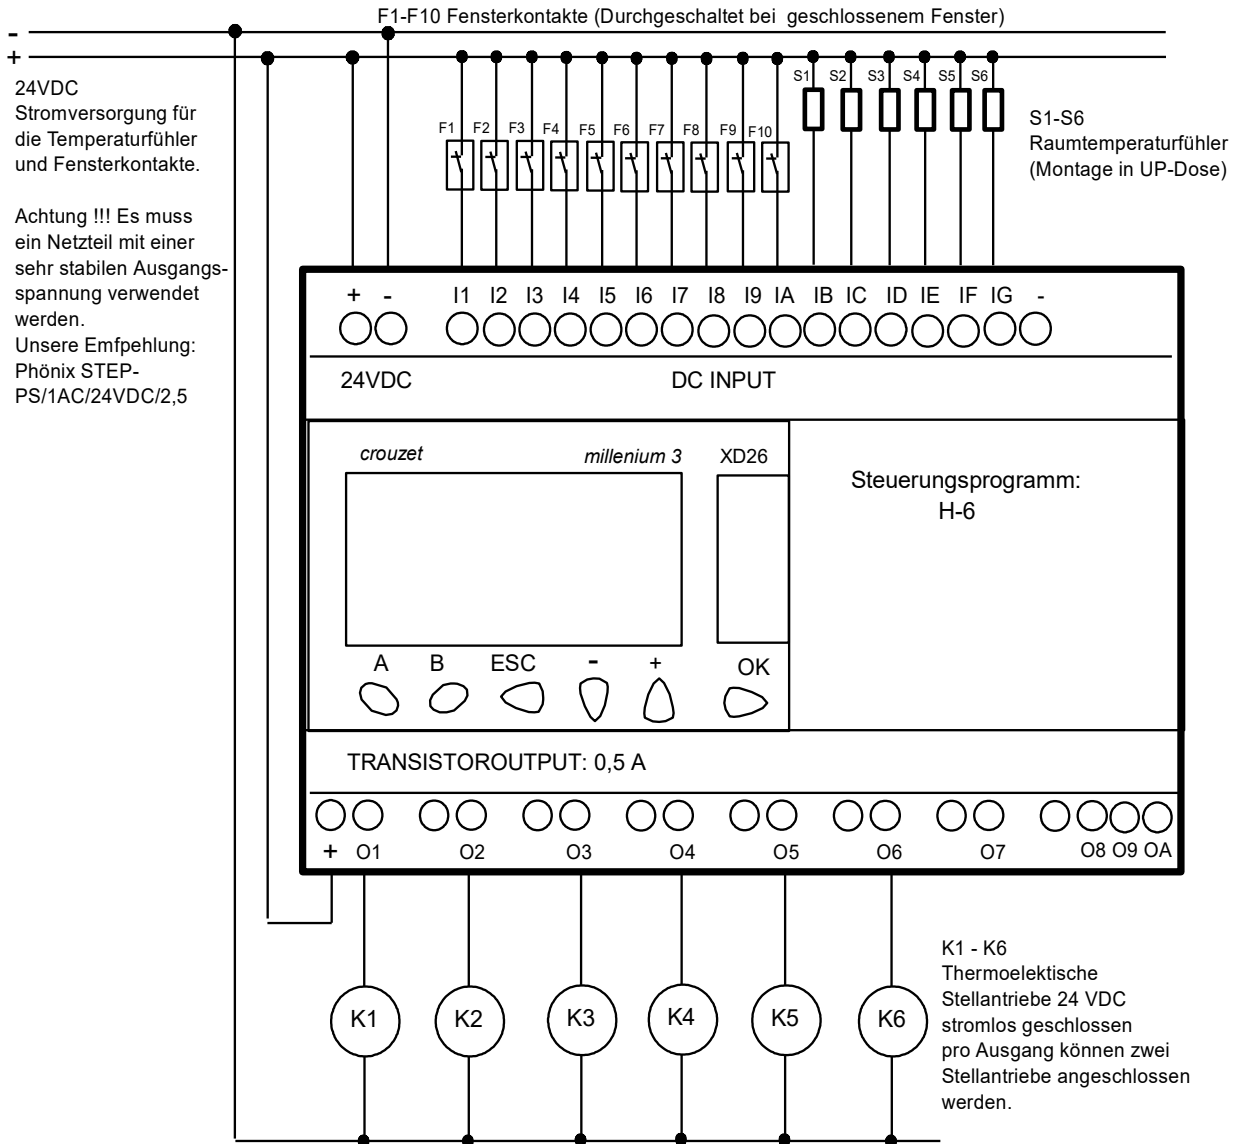 F1-F10 Fensterkontakte (Durchgeschaltet bei geschlossenem Fenster)
-
+
24VDC
Stromversorgung für
die Temperaturfühler
und Fensterkontakte.
Achtung !!! Es muss
ein Netzteil mit einer
sehr stabilen Ausgangs-
spannung verwendet
werden.
Unsere Emfpehlung:
Phönix STEP-
PS/1AC/24VDC/2,5
F1 F2 F3 F4 F5 F6 F7 F8 F9 F10
S1 S2 S3 S4 S5 S6
S1-S6
Raumtemperaturfühler
(Montage in UP-Dose)
+ - I1 I2 I3 I4 I5 I6 I7 I8 I9 IA IB IC ID IE IF IG -
24VDC DC INPUT
crouzet millenium 3 XD26
Steuerungsprogramm:
H-6
A B ESC - + OK
TRANSISTOROUTPUT: 0,5 A
+ O1 O2 O3 O4 O5 O6 O7 O8 O9 OA
K1 K2 K3 K4 K5 K6
K1 - K6
Thermoelektische
Stellantriebe 24 VDC
stromlos geschlossen
pro Ausgang können zwei
Stellantriebe angeschlossen
werden.